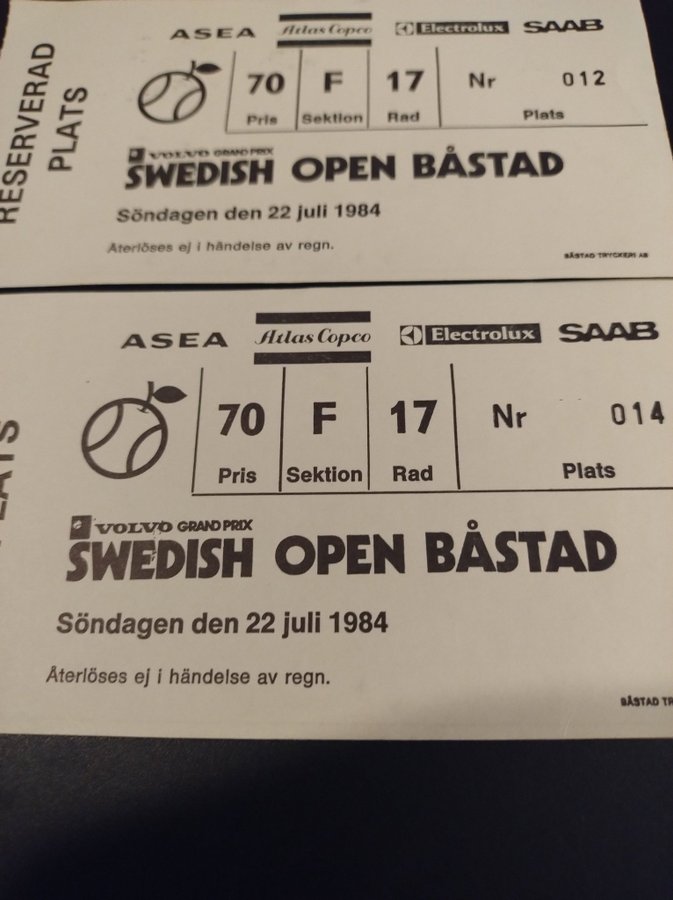 RESERVERAD
PLATS
ASEA Atlas Copco Electrolux SAAB
70 F 17 Nr 012
Pris Sektion Rad Plats
VOLVO GRAND PRIX
SWEDISH OPEN BÅSTAD
Söndagen den 22 juli 1984
Återlöses ej i händelse av regn.
BÅSTAD TRYCKERI AB
ASEA Atlas Copco Electrolux SAAB
70 F 17 Nr 014
Pris Sektion Rad Plats
VOLVO GRAND PRIX
SWEDISH OPEN BÅSTAD
Söndagen den 22 juli 1984
Återlöses ej i händelse av regn.
BÅSTAD TR